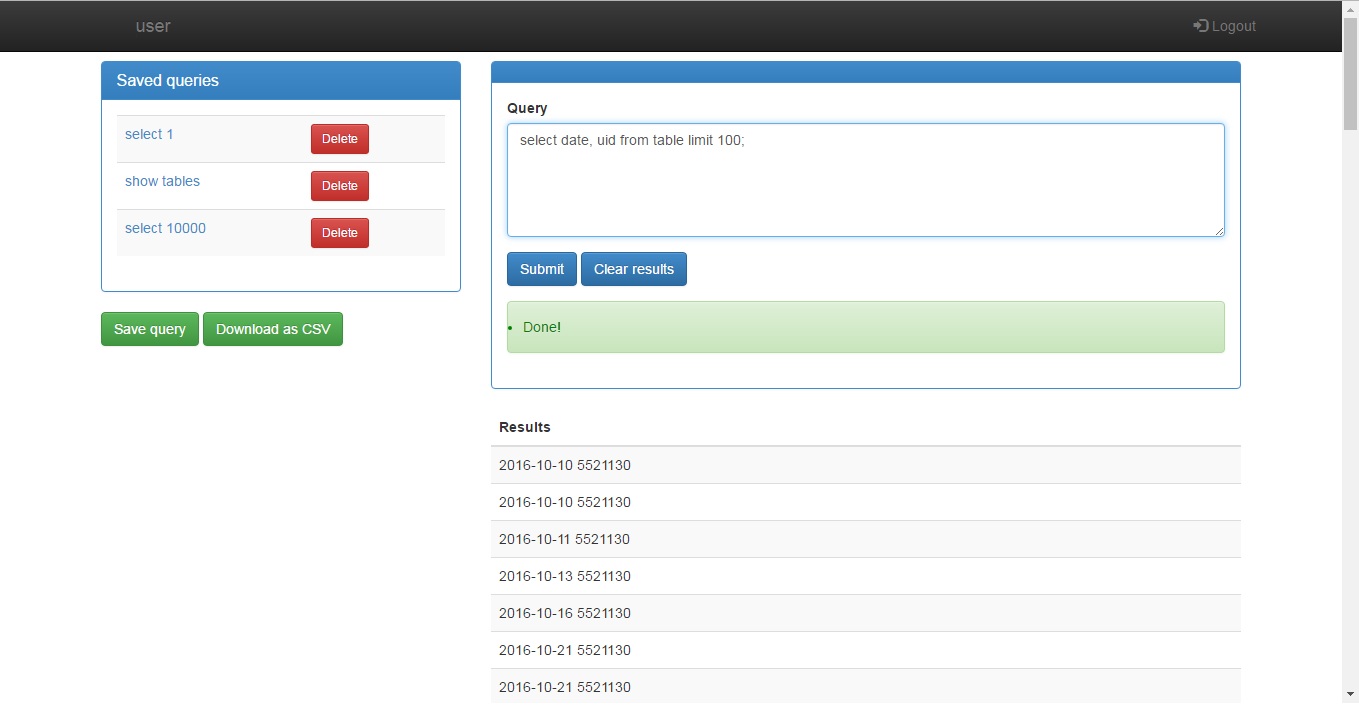 user
Logout
Saved queries
select 1 Delete
show tables Delete
select 10000 Delete
Save query Download as CSV
Query
select date, uid from table limit 100;
Submit Clear results
Done!
Results
2016-10-10 5521130
2016-10-10 5521130
2016-10-11 5521130
2016-10-13 5521130
2016-10-16 5521130
2016-10-21 5521130
2016-10-21 5521130